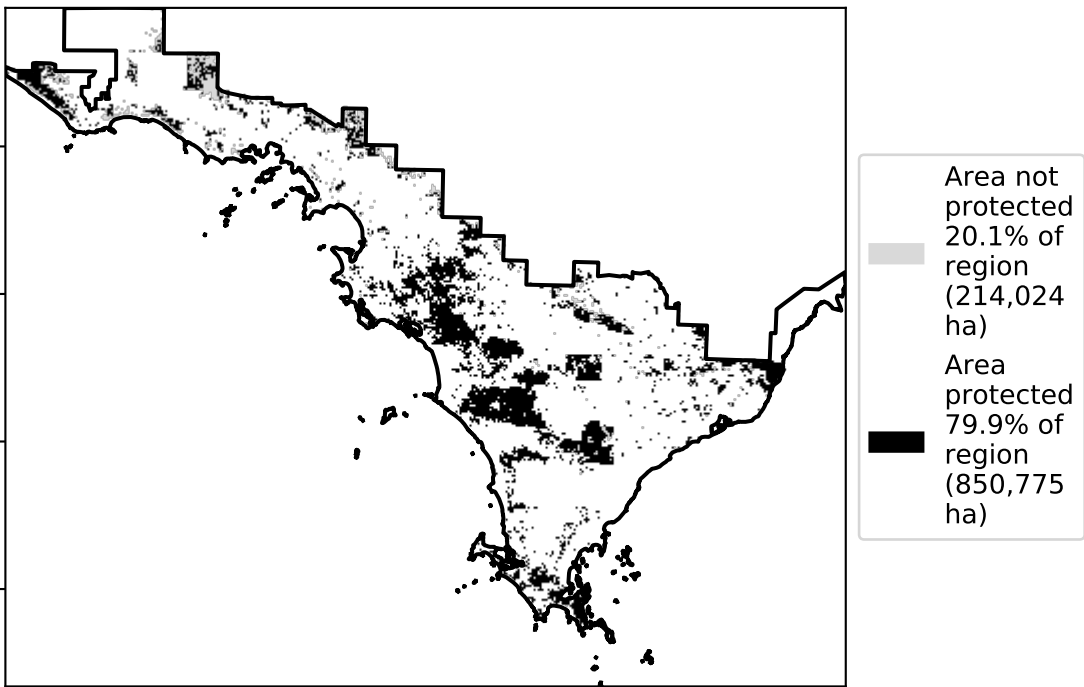 Area not
protected
20.1% of
region
(214,024
ha)
Area
protected
79.9% of
region
(850,775
ha)